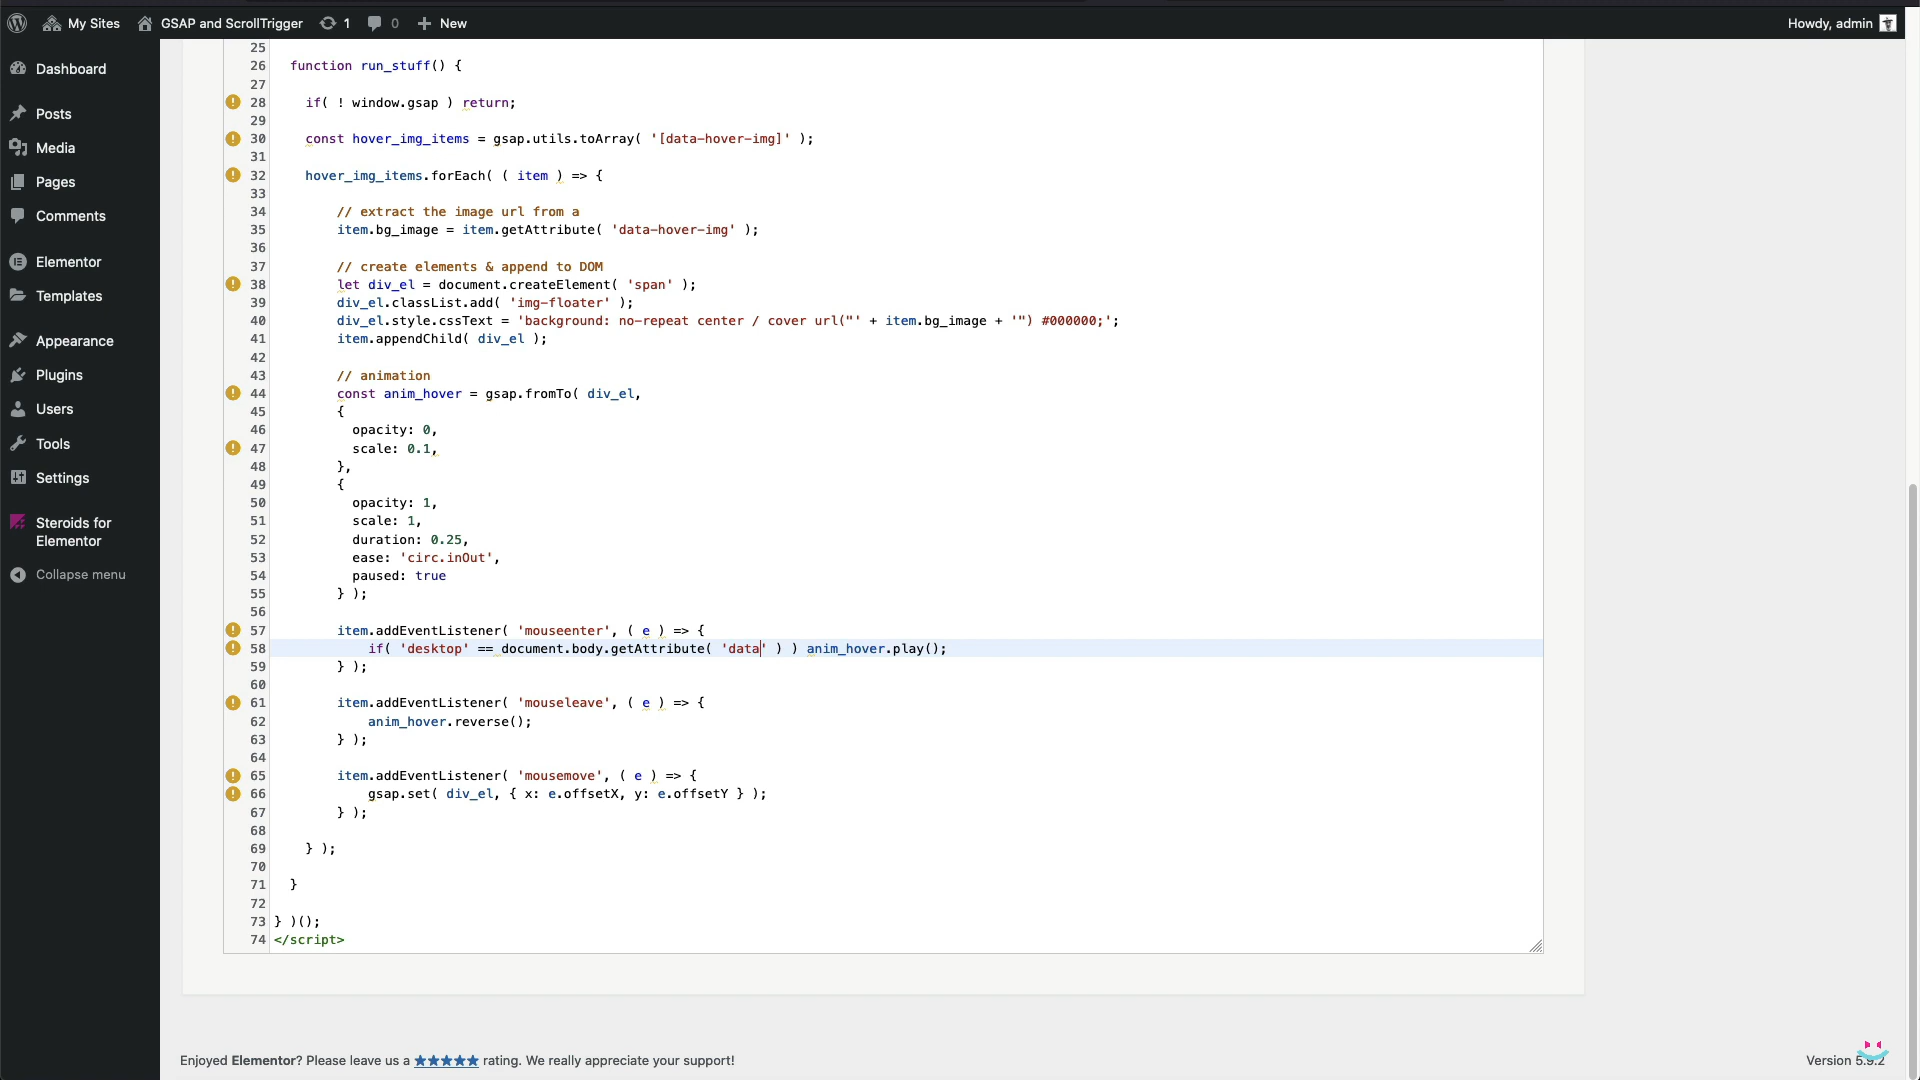 My Sites
GSAP and ScrollTrigger
1
0
New
Howdy, admin
Dashboard
Posts
Media
Pages
Comments
Elementor
Templates
Appearance
Plugins
Users
Tools
Settings
Steroids for
Elementor
Collapse menu
25
26 function run_stuff() {
27
28 if( ! window.gsap ) return;
29
30 const hover_img_items = gsap.utils.toArray( '[data-hover-img]' );
31
32 hover_img_items.forEach( ( item ) => {
33
34 // extract the image url from a
35 item.bg_image = item.getAttribute( 'data-hover-img' );
36
37 // create elements & append to DOM
38 let div_el = document.createElement( 'span' );
39 div_el.classList.add( 'img-floater' );
40 div_el.style.cssText = 'background: no-repeat center / cover url("' + item.bg_image + '") #000000;';
41 item.appendChild( div_el );
42
43 // animation
44 const anim_hover = gsap.fromTo( div_el,
45 {
46 opacity: 0,
47 scale: 0.1,
48 },
49 {
50 opacity: 1,
51 scale: 1,
52 duration: 0.25,
53 ease: 'circ.inOut',
54 paused: true
55 } );
56
57 item.addEventListener( 'mouseenter', ( e ) => {
58 if( 'desktop' == document.body.getAttribute( 'data' ) ) anim_hover.play();
59 } );
60
61 item.addEventListener( 'mouseleave', ( e ) => {
62 anim_hover.reverse();
63 } );
64
65 item.addEventListener( 'mousemove', ( e ) => {
66 gsap.set( div_el, { x: e.offsetX, y: e.offsetY } );
67 } );
68
69 } );
70
71 }
72
73 } )();
74 </script>
Enjoyed Elementor? Please leave us a ★★★★★ rating. We really appreciate your support!
Version 5.9.2